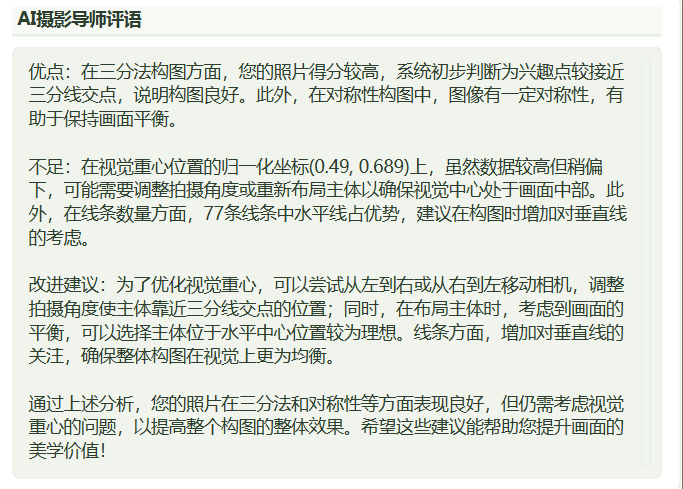 AI摄影导师评语
优点：在三分法构图方面，您的照片得分较高，系统初步判断为兴趣点较接近
三分线交点，说明构图良好。此外，在对称性构图中，图像有一定对称性，有
助于保持画面平衡。
不足：在视觉重心位置的归一化坐标(0.49, 0.689)上，虽然数据较高但稍偏
下，可能需要调整拍摄角度或重新布局主体以确保视觉中心处于画面中部。此
外，在线条数量方面，77条线条中水平线占优势，建议在构图时增加对垂直线
的考虑。
改进建议：为了优化视觉重心，可以尝试从左到右或从右到左移动相机，调整
拍摄角度使主体靠近三分线交点的位置；同时，在布局主体时，考虑到画面的
平衡，可以选择主体位于水平中心位置较为理想。线条方面，增加对垂直线的
关注，确保整体构图在视觉上更为均衡。
通过上述分析，您的照片在三分法和对称性等方面表现良好，但仍需考虑视觉
重心的问题，以提高整个构图的整体效果。希望这些建议能帮助您提升画面的
美学价值！